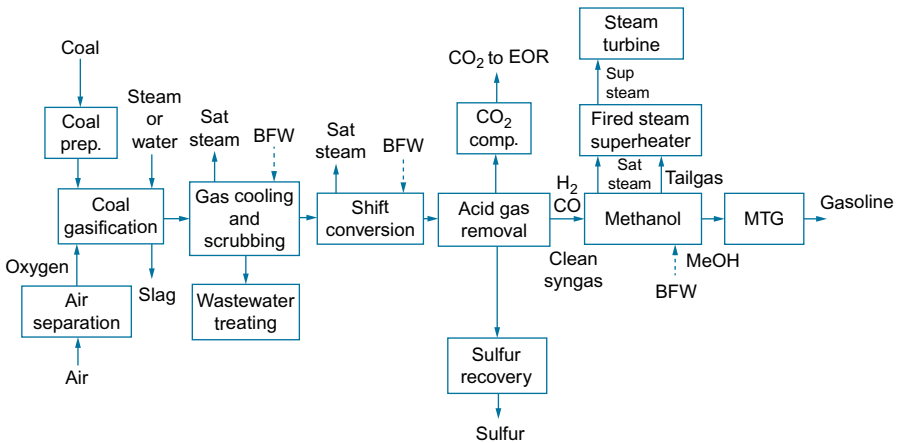 Coal
Coal
prep.
Steam
or
water
Coal
gasification
Oxygen
Slag
Air
separation
Air
Sat
steam
BFW
Gas cooling
and
scrubbing
Wastewater
treating
Sat
steam
BFW
Shift
conversion
CO₂ to EOR
CO₂
comp.
Acid gas
removal
Sulfur
recovery
Sulfur
H₂
CO
Clean
syngas
Steam
turbine
Sup
steam
Fired steam
superheater
Sat
steam
Tailgas
Methanol
MeOH
BFW
MTG
Gasoline